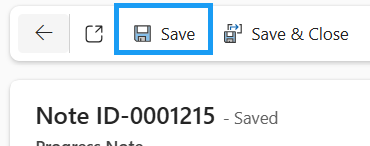 Save Save & Close
Note ID-0001215 - Saved
Progress Note